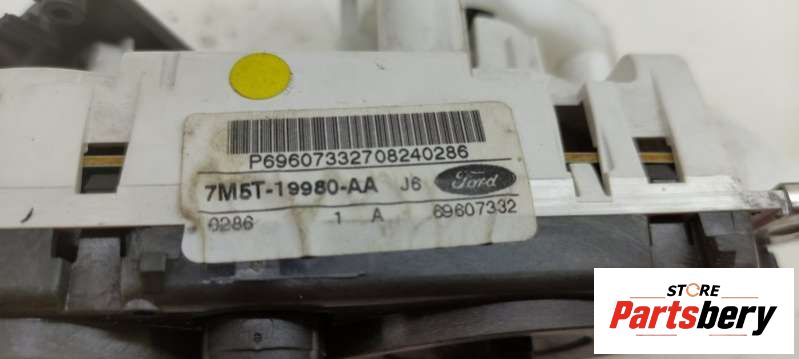 P69607332708240286
7M5T-19980-AA J6 Ford
0286 1 A 69607332
STORE
Partsbery